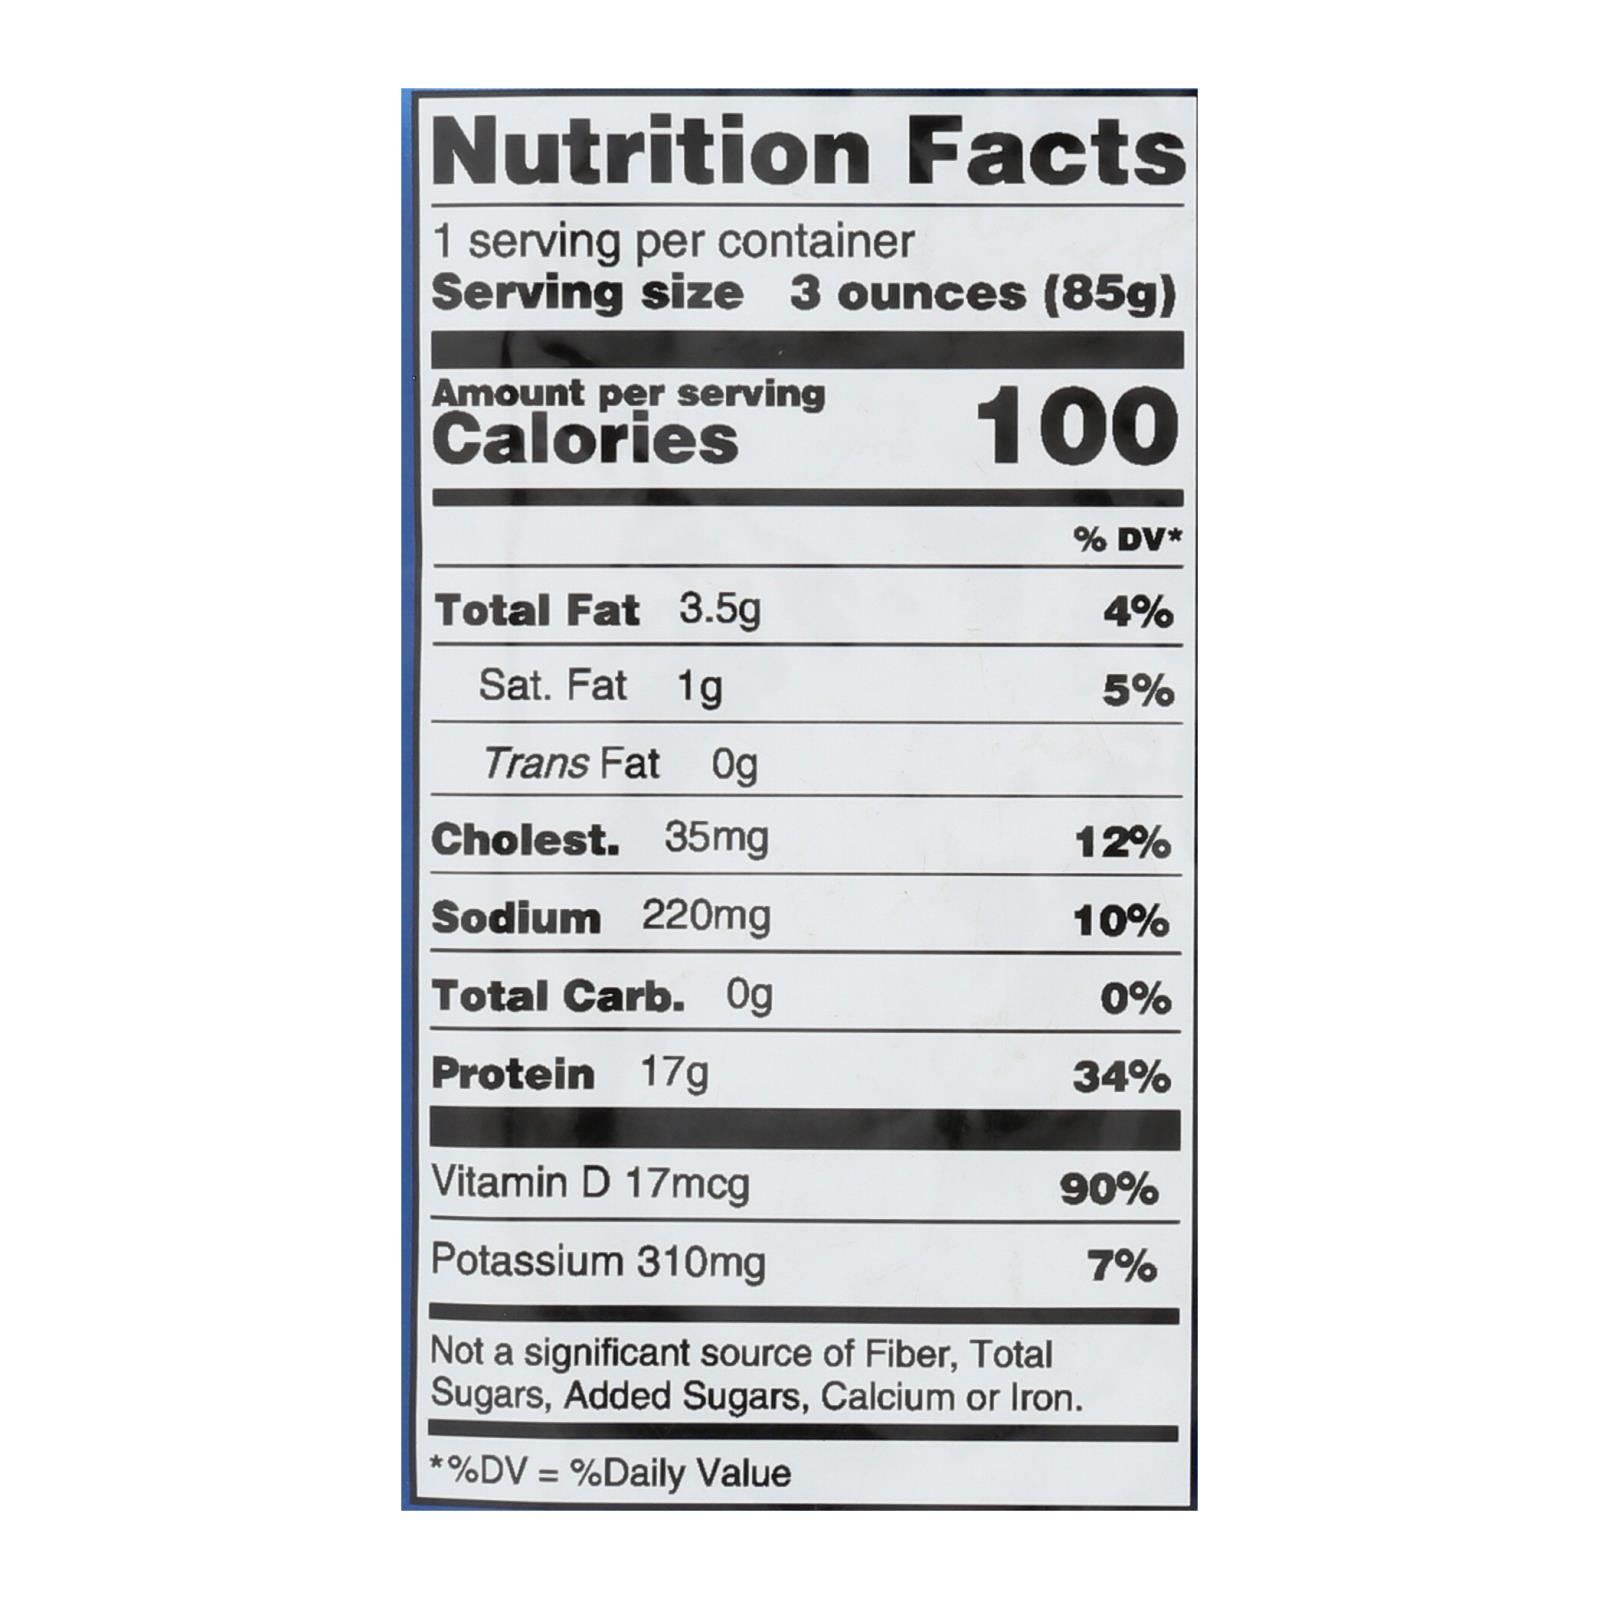 Nutrition Facts
1 serving per container
Serving size 3 ounces (85g)
Amount per serving
Calories 100
% DV*
Total Fat 3.5g 4%
Sat. Fat 1g 5%
Trans Fat 0g
Cholest. 35mg 12%
Sodium 220mg 10%
Total Carb. 0g 0%
Protein 17g 34%
Vitamin D 17mcg 90%
Potassium 310mg 7%
Not a significant source of Fiber, Total
Sugars, Added Sugars, Calcium or Iron.
*%DV = %Daily Value